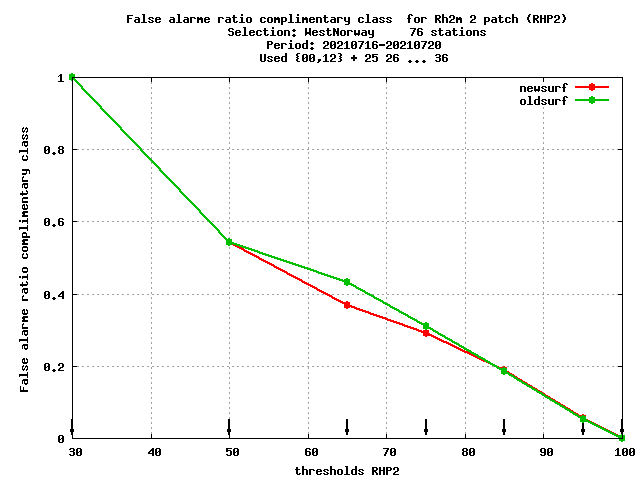 False alarme ratio complimentary class  for Rh2m 2 patch (RHP2)
Selection: WestNorway     76 stations
Period: 20210716-20210720
Used {00,12} + 25 26 ... 36
newsurf
oldsurf
False alarme ratio complimentary class
1
0.8
0.6
0.4
0.2
0
30 40 50 60 70 80 90 100
thresholds RHP2